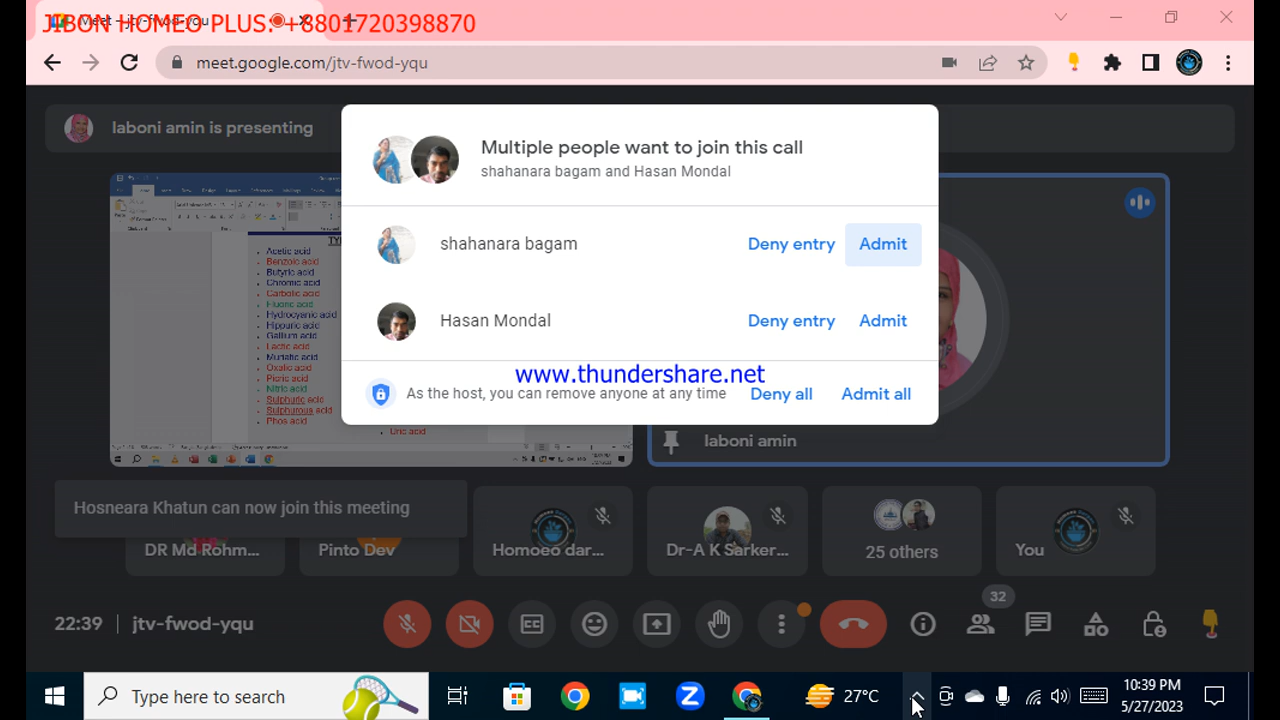 JIBON HOMEO PLUS: +8801720398870
meet.google.com/jtv-fwod-yqu
laboni amin is presenting
Multiple people want to join this call
shahanara bagam and Hasan Mondal
shahanara bagam
Deny entry
Admit
Hasan Mondal
Deny entry
Admit
www.thundershare.net
As the host, you can remove anyone at any time
Deny all
Admit all
Acetic acid
Benzoic acid
Butyric acid
Chromic acid
Carbolic acid
Fluoric acid
Hydrocyanic acid
Hippuric acid
Gallium acid
Lactic acid
Muriatic acid
Oxalic acid
Picric acid
Nitric acid
Sulphuric acid
Sulphurous acid
Phos acid
Uric acid
laboni amin
Hosneara Khatun can now join this meeting
DR Md Rohm...
Pinto Dev
Homoeo dar...
Dr-A K Sarker...
25 others
You
22:39 | jtv-fwod-yqu
32
Type here to search
27°C
10:39 PM
5/27/2023